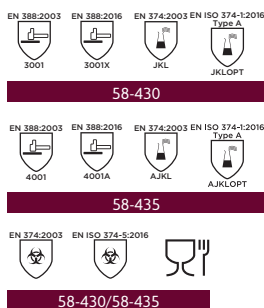 EN 388:2003 EN 388:2016 EN 374:2003 EN ISO 374-1:2016
Type A
3001 3001X JKL JKLOPT
58-430
EN 388:2003 EN 388:2016 EN 374:2003 EN ISO 374-1:2016
Type A
4001 4001A AJKL AJKLOPT
58-435
EN 374:2003 EN ISO 374-5:2016
58-430/58-435